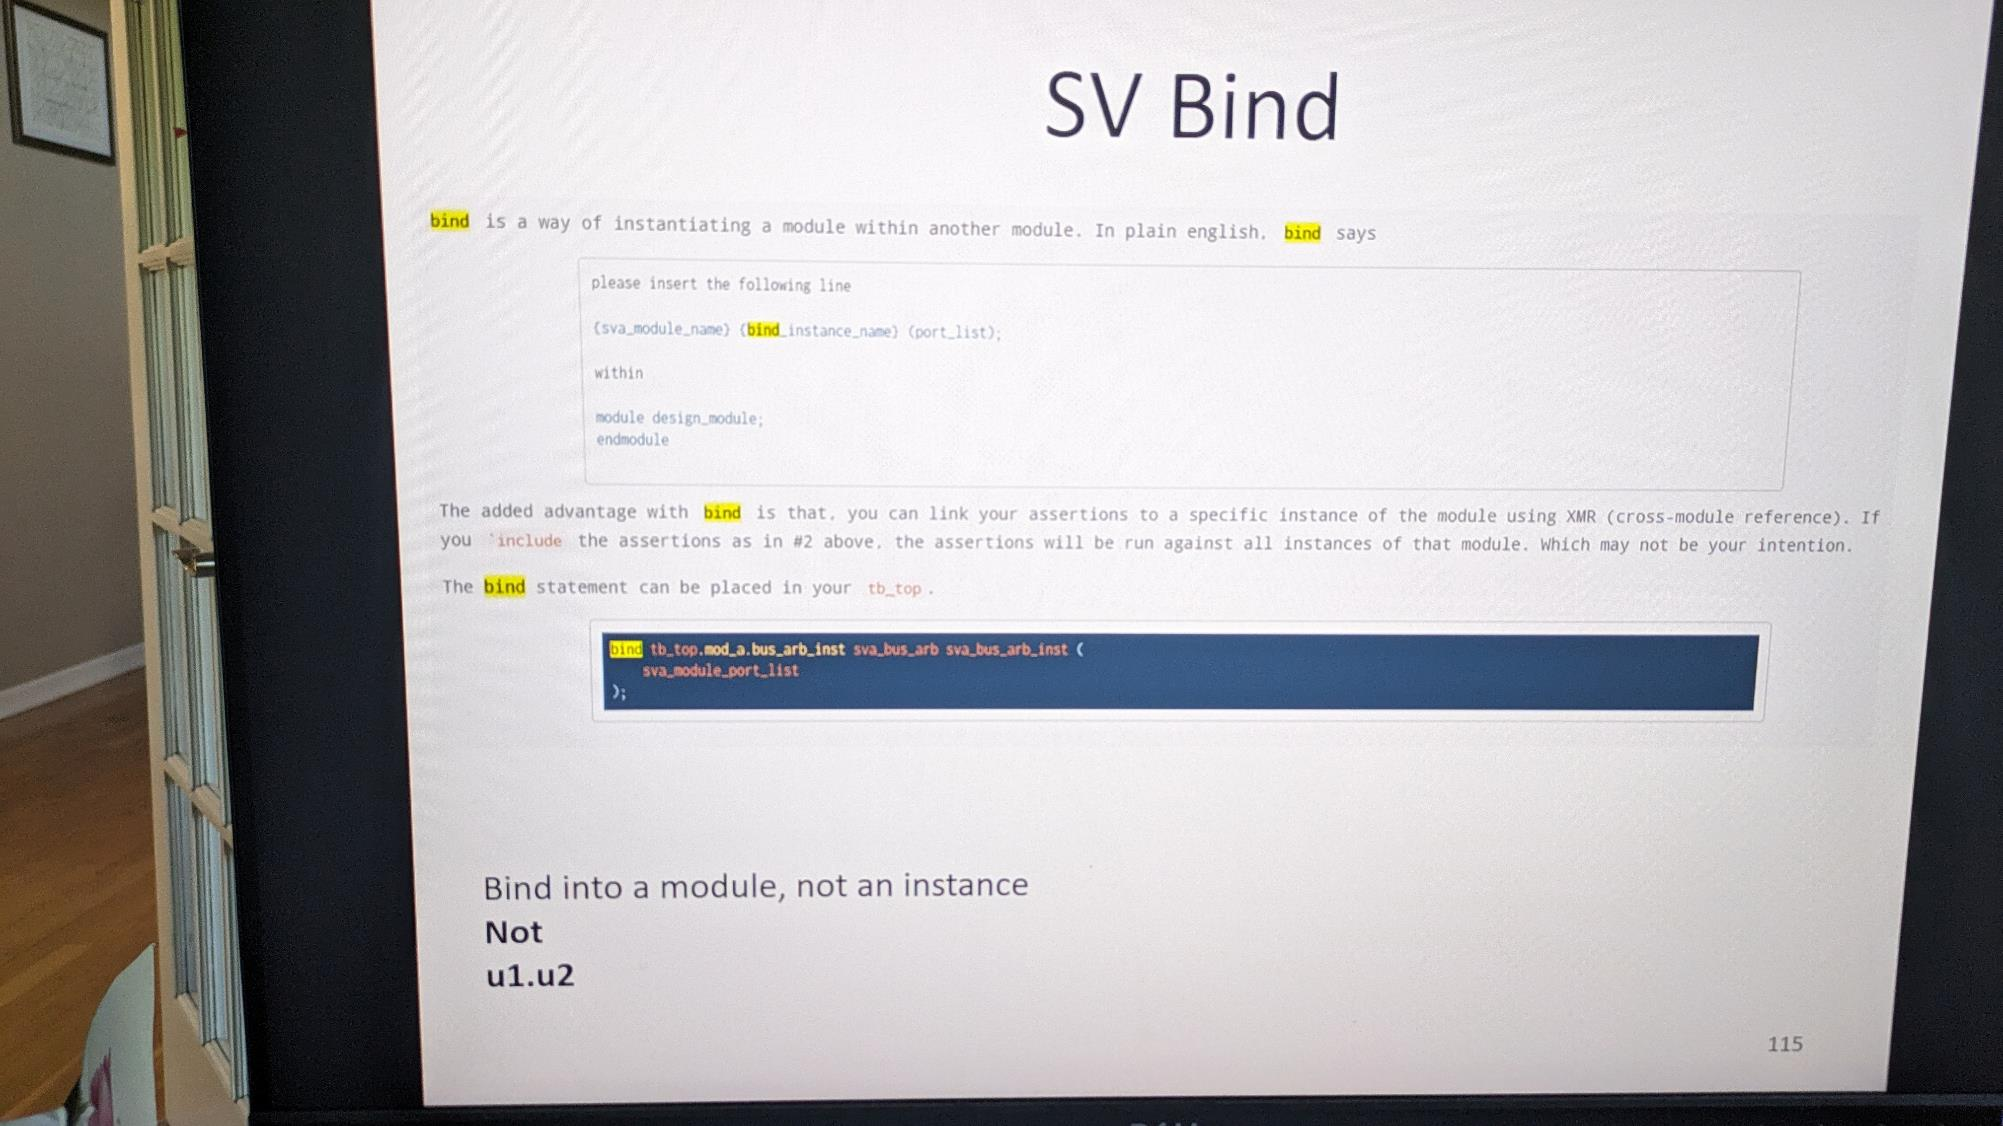 SV Bind
bind is a way of instantiating a module within another module. In plain english, bind says
please insert the following line
{sva_module_name} {bind_instance_name} (port_list);
within
module design_module;
endmodule
The added advantage with bind is that, you can link your assertions to a specific instance of the module using XMR (cross-module reference). If
you `include the assertions as in #2 above, the assertions will be run against all instances of that module. Which may not be your intention.
The bind statement can be placed in your tb_top.
bind tb_top.mod_a.bus_arb_inst sva_bus_arb sva_bus_arb_inst (
sva_module_port_list
);
Bind into a module, not an instance
Not
u1.u2
115